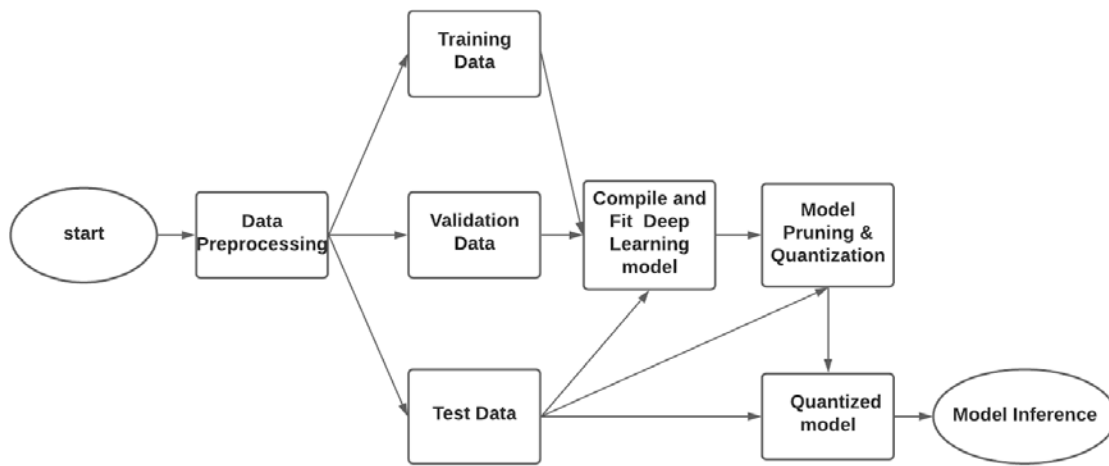 start
Data
Preprocessing
Training
Data
Validation
Data
Test Data
Compile and
Fit Deep
Learning
model
Model
Pruning &
Quantization
Quantized
model
Model Inference